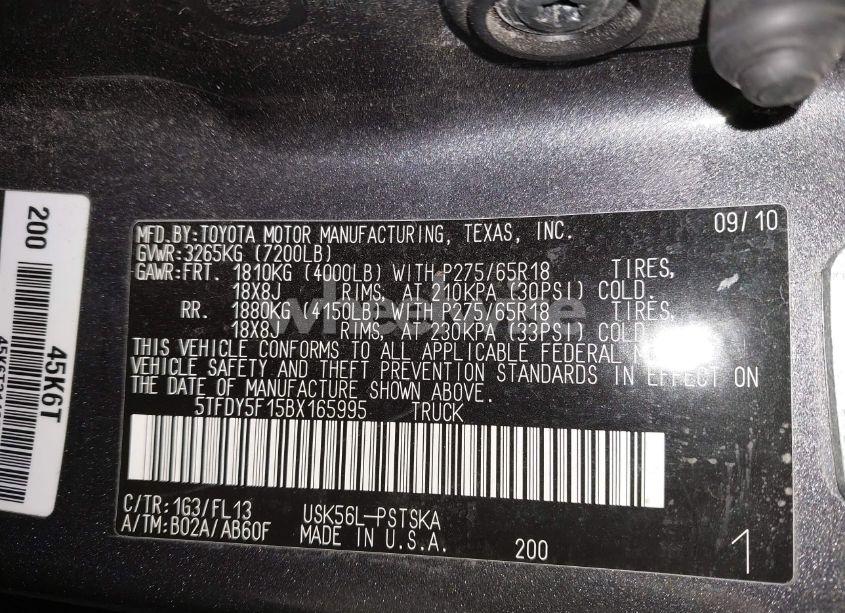 MFD.BY:TOYOTA MOTOR MANUFACTURING, TEXAS, INC. 09/10
GVWR:3265KG (7200LB)
GAWR:FRT. 1810KG (4000LB) WITH P275/65R18 TIRES,
18X8J RIMS, AT 210KPA (30PSI) COLD.
RR. 1880KG (4150LB) WITH P275/65R18 TIRES,
18X8J RIMS, AT 230KPA (33PSI) COLD.
THIS VEHICLE CONFORMS TO ALL APPLICABLE FEDERAL
VEHICLE SAFETY AND THEFT PREVENTION STANDARDS IN EFFECT ON
THE DATE OF MANUFACTURE SHOWN ABOVE.
5TFDY5F15BX165995 TRUCK
C/TR:1G3/FL13 USK56L-PSTSKA
A/TM:B02A/AB60F MADE IN U.S.A. 200 1
200
45K6T